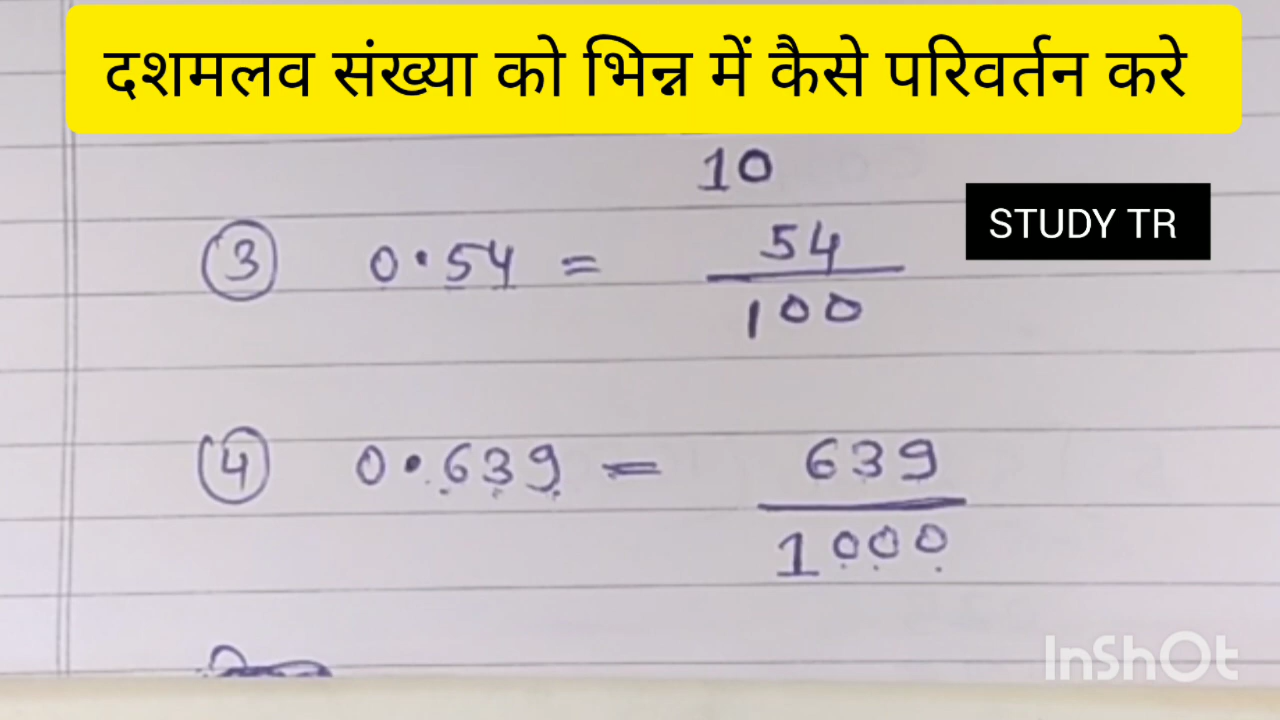 दशमलव संख्या को भिन्न में कैसे परिवर्तन करे
10
STUDY TR
③ 0.54 = 54/100
④ 0.639 = 639/1000
InShOt